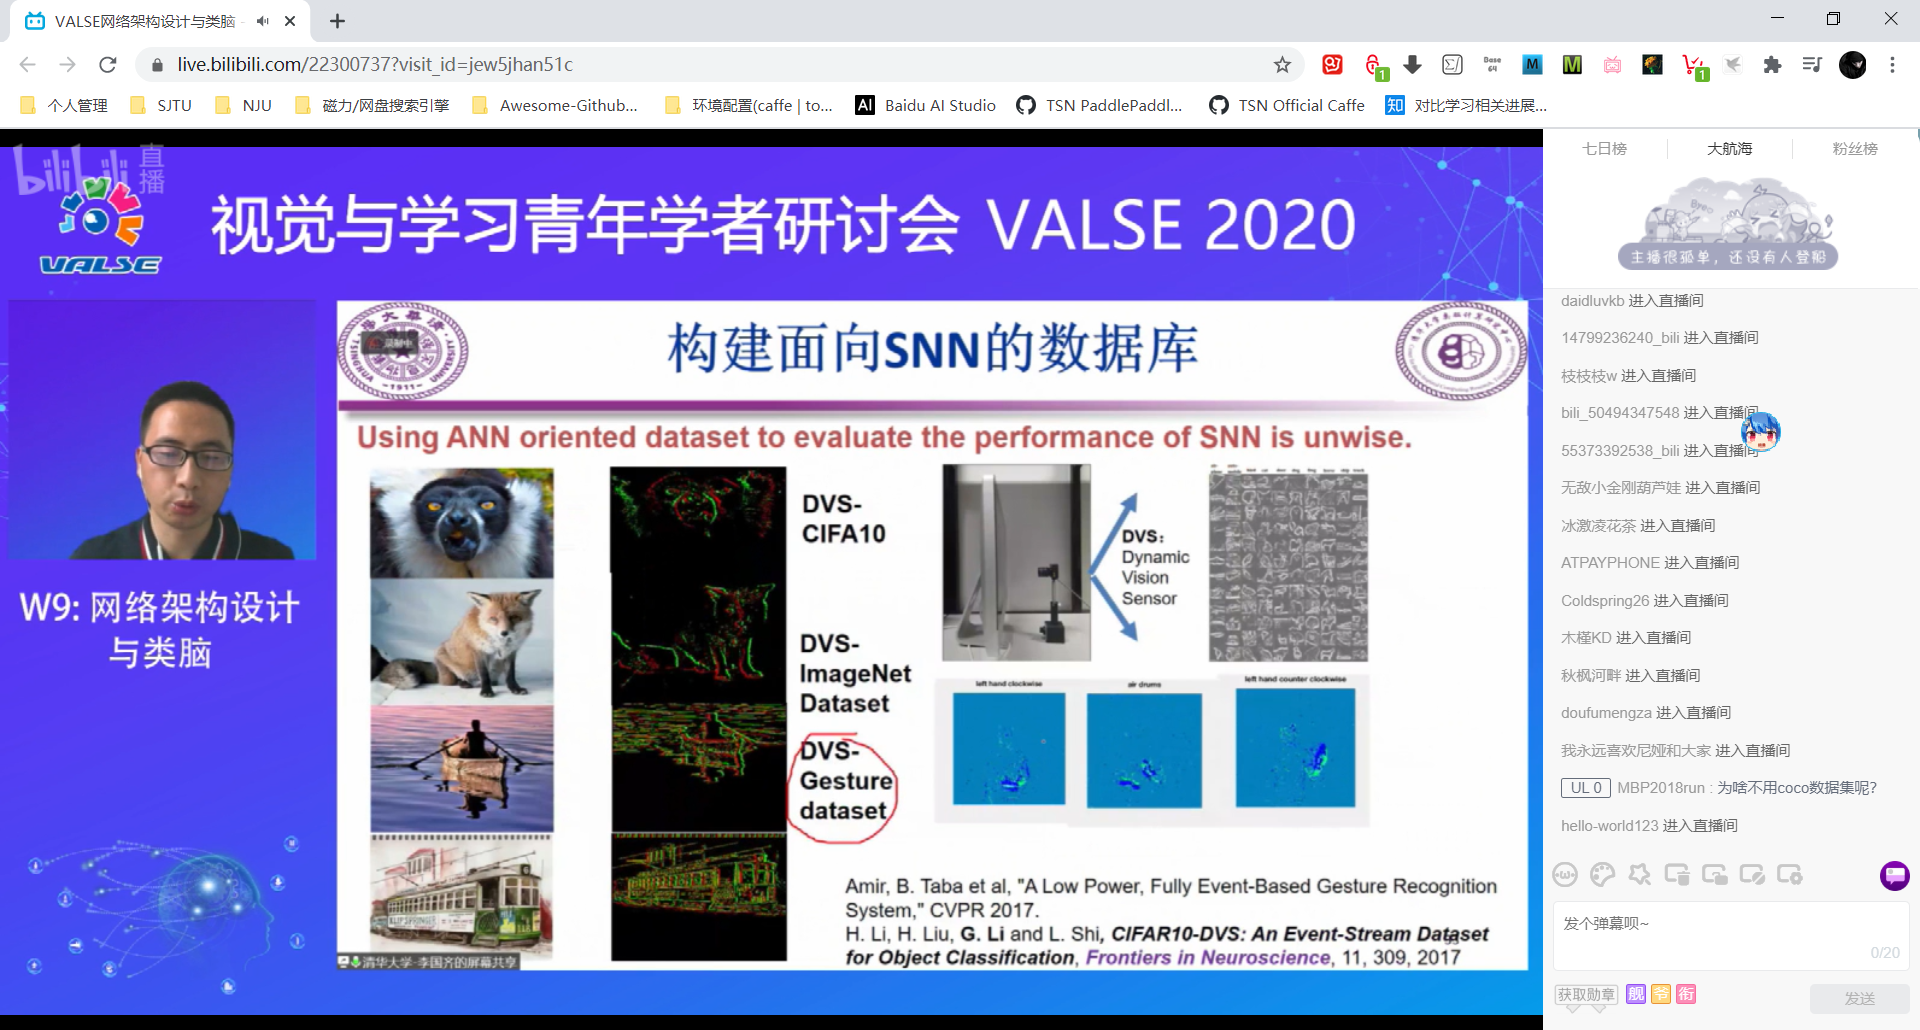 VALSE网络架构设计与类脑
live.bilibili.com/22300737?visit_id=jew5jhan51c
个人管理
SJTU
NJU
磁力/网盘搜索引擎
Awesome-Github...
环境配置(caffe | to...
Baidu AI Studio
TSN PaddlePaddl...
TSN Official Caffe
对比学习相关进展...
bilibili 直播
VALSE
视觉与学习青年学者研讨会 VALSE 2020
W9: 网络架构设计
与类脑
构建面向SNN的数据库
Using ANN oriented dataset to evaluate the performance of SNN is unwise.
DVS-
CIFA10
DVS-
ImageNet
Dataset
DVS-
Gesture
dataset
DVS：
Dynamic
Vision
Sensor
left hand clockwise
air drums
left hand counter clockwise
Amir, B. Taba et al, "A Low Power, Fully Event-Based Gesture Recognition
System," CVPR 2017.
H. Li, H. Liu, G. Li and L. Shi, CIFAR10-DVS: An Event-Stream Dataset
for Object Classification, Frontiers in Neuroscience, 11, 309, 2017
清华大学-李国齐的屏幕共享
七日榜
大航海
粉丝榜
主播很孤单，还没有人登船
daidluvkb 进入直播间
14799236240_bili 进入直播间
枝枝枝w 进入直播间
bili_50494347548 进入直播间
55373392538_bili 进入直播间
无敌小金刚葫芦娃 进入直播间
冰激凌花茶 进入直播间
ATPAYPHONE 进入直播间
Coldspring26 进入直播间
木槿KD 进入直播间
秋枫河畔 进入直播间
doufumengza 进入直播间
我永远喜欢尼娅和大家 进入直播间
UL 0 MBP2018run : 为啥不用coco数据集呢?
hello-world123 进入直播间
发个弹幕呗~
0/20
获取勋章
舰
爷
衔
发送